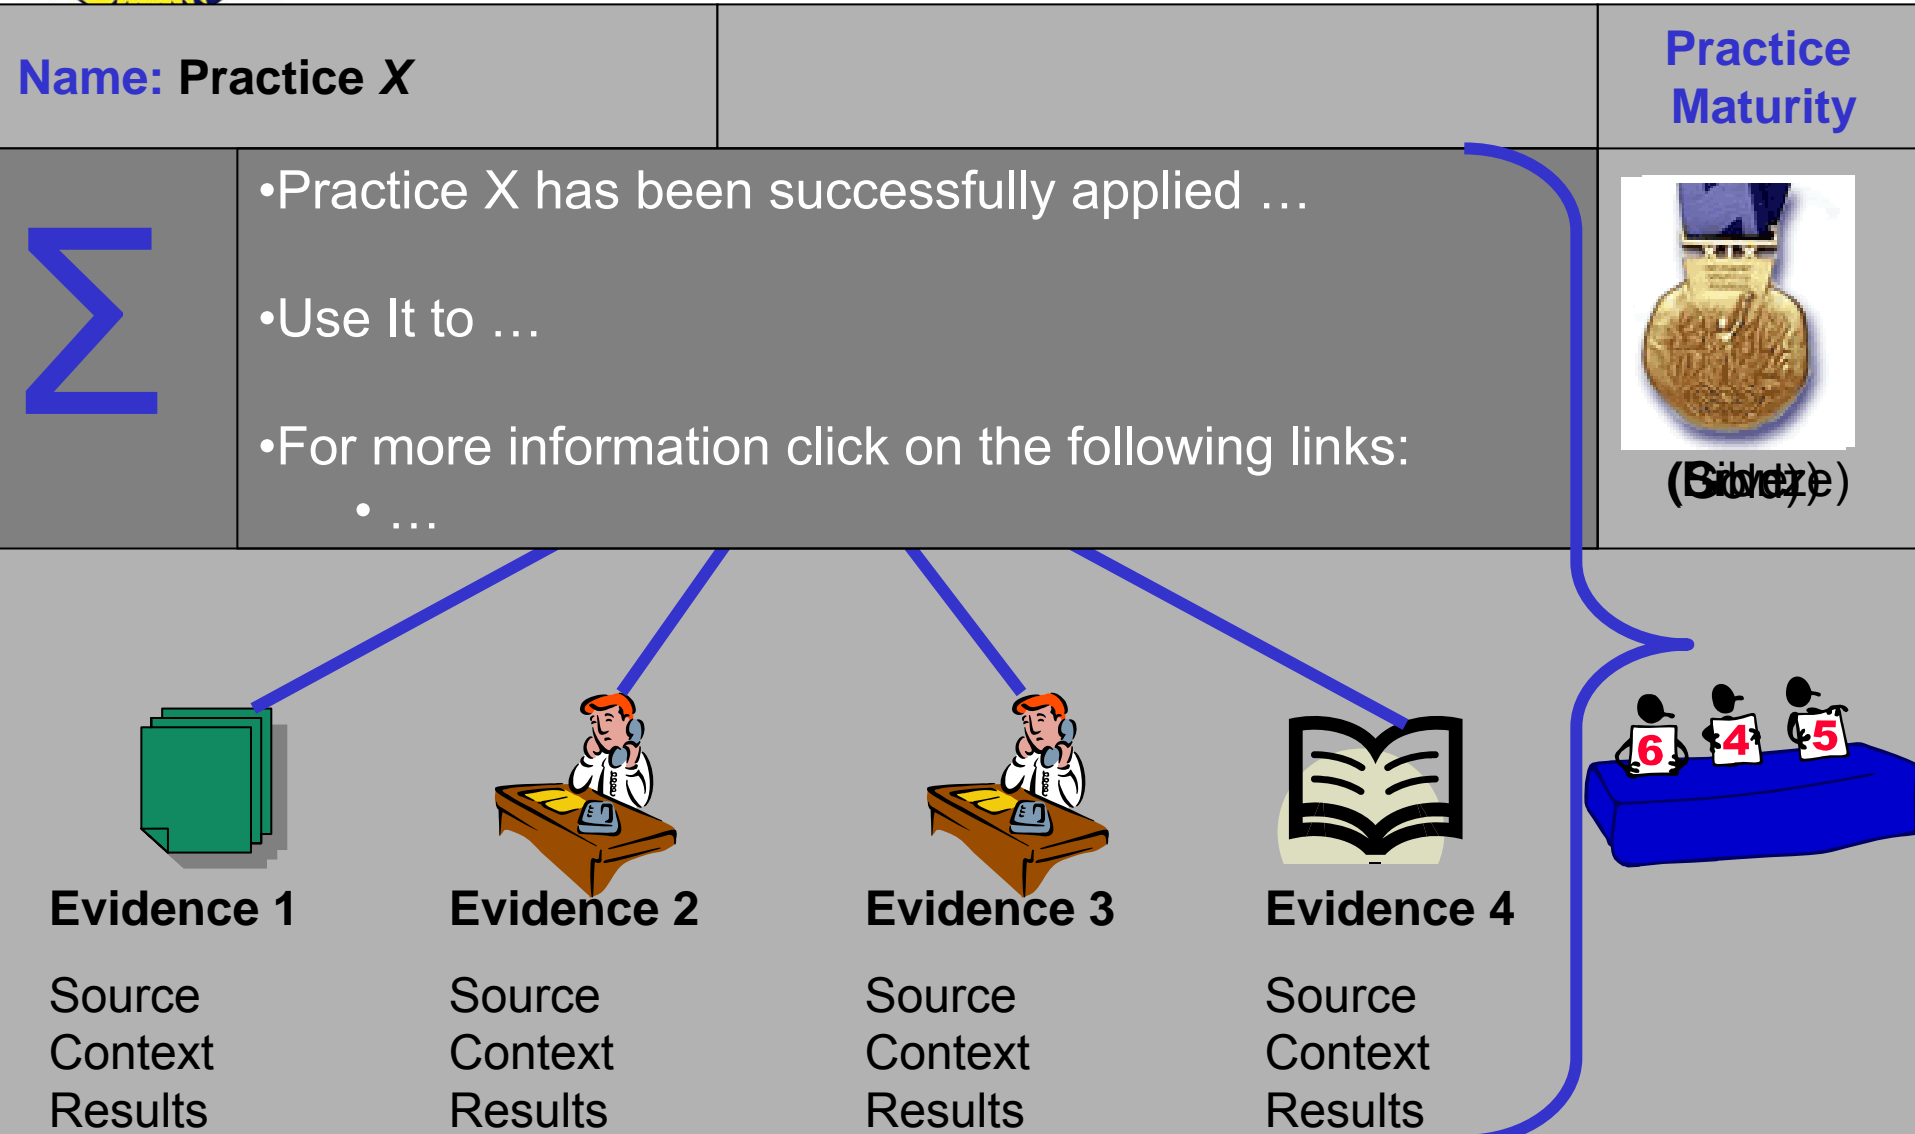 Name: Practice X
Practice
Maturity
Σ
•Practice X has been successfully applied …
•Use It to …
•For more information click on the following links:
• …
6 4 5
Evidence 1 Evidence 2 Evidence 3 Evidence 4
Source Source Source Source
Context Context Context Context
Results Results Results Results